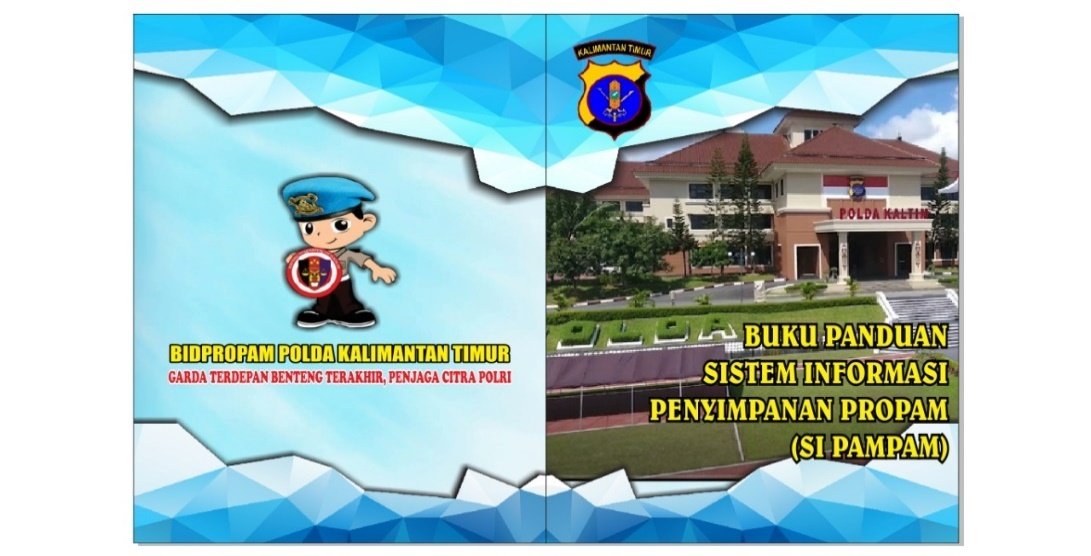 BIDPROPAM POLDA KALIMANTAN TIMUR
GARDA TERDEPAN BENTENG TERAKHIR, PENJAGA CITRA POLRI
KALIMANTAN TIMUR
POLDA KALTIM
POLDA
BUKU PANDUAN
SISTEM INFORMASI
PENYIMPANAN PROPAM
(SI PAMPAM)